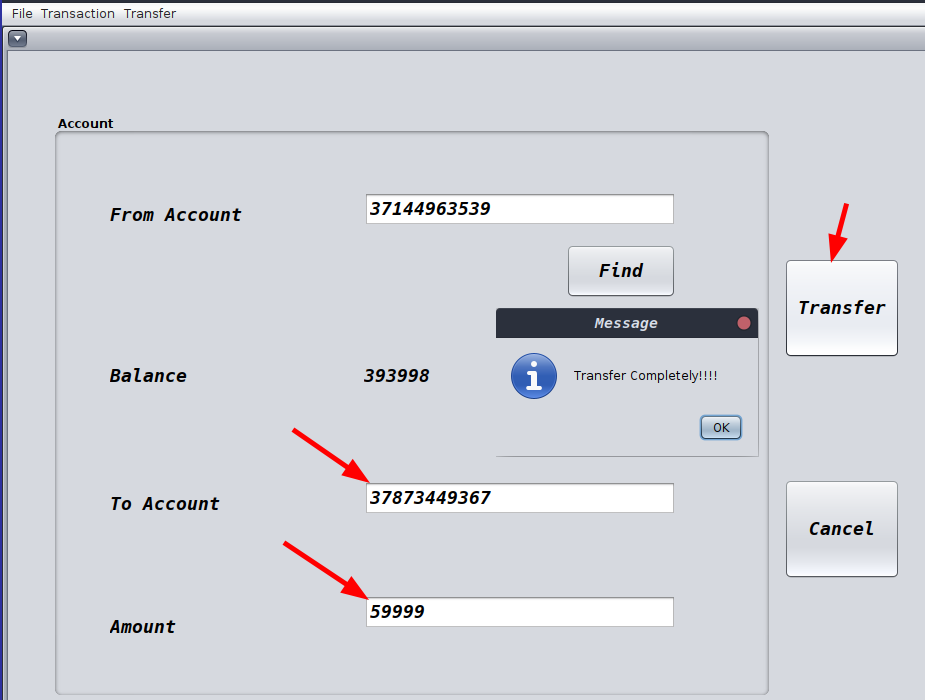 File Transaction Transfer
Account
From Account 37144963539
Find
Transfer
Message
Balance 393998
Transfer Completely!!!!
OK
To Account 37873449367
Cancel
Amount 59999